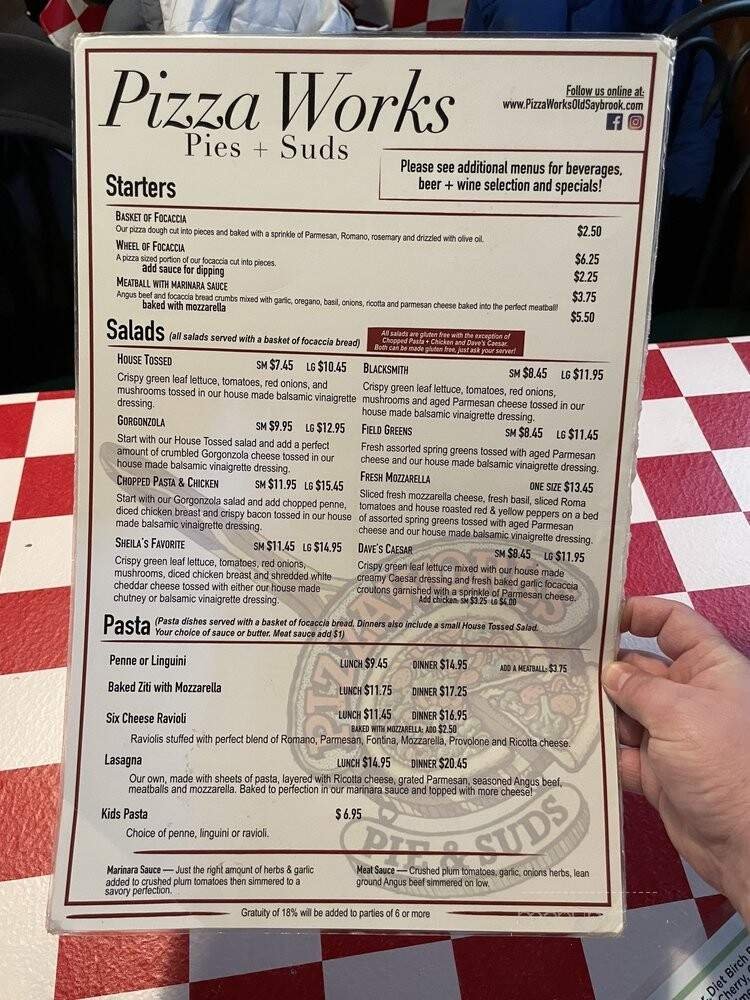 Pizza Works
Pies + Suds
Follow us online at:
www.PizzaWorksOldSaybrook.com
Please see additional menus for beverages,
beer + wine selection and specials!
Starters
BASKET OF FOCACCIA
Our pizza dough cut into pieces and baked with a sprinkle of Parmesan, Romano, rosemary and drizzled with olive oil. $2.50
WHEEL OF FOCACCIA
A pizza sized portion of our focaccia cut into pieces. $6.25
add sauce for dipping $2.25
MEATBALL WITH MARINARA SAUCE
Angus beef and focaccia bread crumbs mixed with garlic, oregano, basil, onions, ricotta and parmesan cheese baked into the perfect meatball! $3.75
baked with mozzarella $5.50
Salads (all salads served with a basket of focaccia bread)
All salads are gluten free with the exception of
Chopped Pasta + Chicken and Dave's Caesar.
Both can be made gluten free, just ask your server!
HOUSE TOSSED SM $7.45 LG $10.45
Crispy green leaf lettuce, tomatoes, red onions, and
mushrooms tossed in our house made balsamic vinaigrette
dressing.
GORGONZOLA SM $9.95 LG $12.95
Start with our House Tossed salad and add a perfect
amount of crumbled Gorgonzola cheese tossed in our
house made balsamic vinaigrette dressing.
CHOPPED PASTA & CHICKEN SM $11.95 LG $15.45
Start with our Gorgonzola salad and add chopped penne,
diced chicken breast and crispy bacon tossed in our house
made balsamic vinaigrette dressing.
SHEILA'S FAVORITE SM $11.45 LG $14.95
Crispy green leaf lettuce, tomatoes, red onions,
mushrooms, diced chicken breast and shredded white
cheddar cheese tossed with either our house made
chutney or balsamic vinaigrette dressing.
BLACKSMITH SM $8.45 LG $11.95
Crispy green leaf lettuce, tomatoes, red onions,
mushrooms and aged Parmesan cheese tossed in our
house made balsamic vinaigrette dressing.
FIELD GREENS SM $8.45 LG $11.45
Fresh assorted spring greens tossed with aged Parmesan
cheese and our house made balsamic vinaigrette dressing.
FRESH MOZZARELLA ONE SIZE $13.45
Sliced fresh mozzarella cheese, fresh basil, sliced Roma
tomatoes and house roasted red & yellow peppers on a bed
of assorted spring greens tossed with aged Parmesan
cheese and our house made balsamic vinaigrette dressing.
DAVE'S CAESAR SM $8.45 LG $11.95
Crispy green leaf lettuce mixed with our house made
creamy Caesar dressing and fresh baked garlic focaccia
croutons garnished with a sprinkle of Parmesan cheese.
Add chicken: SM $3.25 LG $4.00
Pasta (Pasta dishes served with a basket of focaccia bread. Dinners also include a small House Tossed Salad.
Your choice of sauce or butter. Meat sauce add $1)
Penne or Linguini LUNCH $9.45 DINNER $14.95 ADD A MEATBALL: $3.75
Baked Ziti with Mozzarella LUNCH $11.75 DINNER $17.25
Six Cheese Ravioli LUNCH $11.45 DINNER $16.95
BAKED WITH MOZZARELLA: ADD $2.50
Raviolis stuffed with perfect blend of Romano, Parmesan, Fontina, Mozzarella, Provolone and Ricotta cheese.
Lasagna LUNCH $14.95 DINNER $20.45
Our own, made with sheets of pasta, layered with Ricotta cheese, grated Parmesan, seasoned Angus beef,
meatballs and mozzarella. Baked to perfection in our marinara sauce and topped with more cheese!
Kids Pasta $ 6.95
Choice of penne, linguini or ravioli.
PIZZA WORKS
PIE & SUDS
Marinara Sauce — Just the right amount of herbs & garlic
added to crushed plum tomatoes then simmered to a
savory perfection.
Meat Sauce — Crushed plum tomatoes, garlic, onions, herbs, lean
ground Angus beef simmered on low.
Gratuity of 18% will be added to parties of 6 or more
Diet Birch
Cherry,